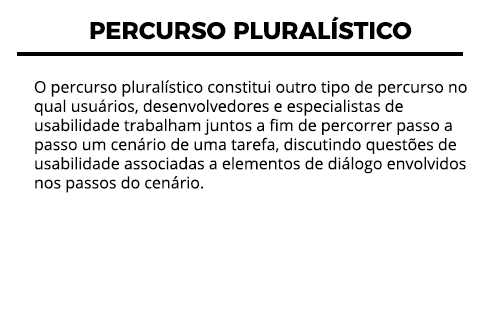 PERCURSO PLURALÍSTICO
O percurso pluralístico constitui outro tipo de percurso no
qual usuários, desenvolvedores e especialistas de
usabilidade trabalham juntos a fim de percorrer passo a
passo um cenário de uma tarefa, discutindo questões de
usabilidade associadas a elementos de diálogo envolvidos
nos passos do cenário.